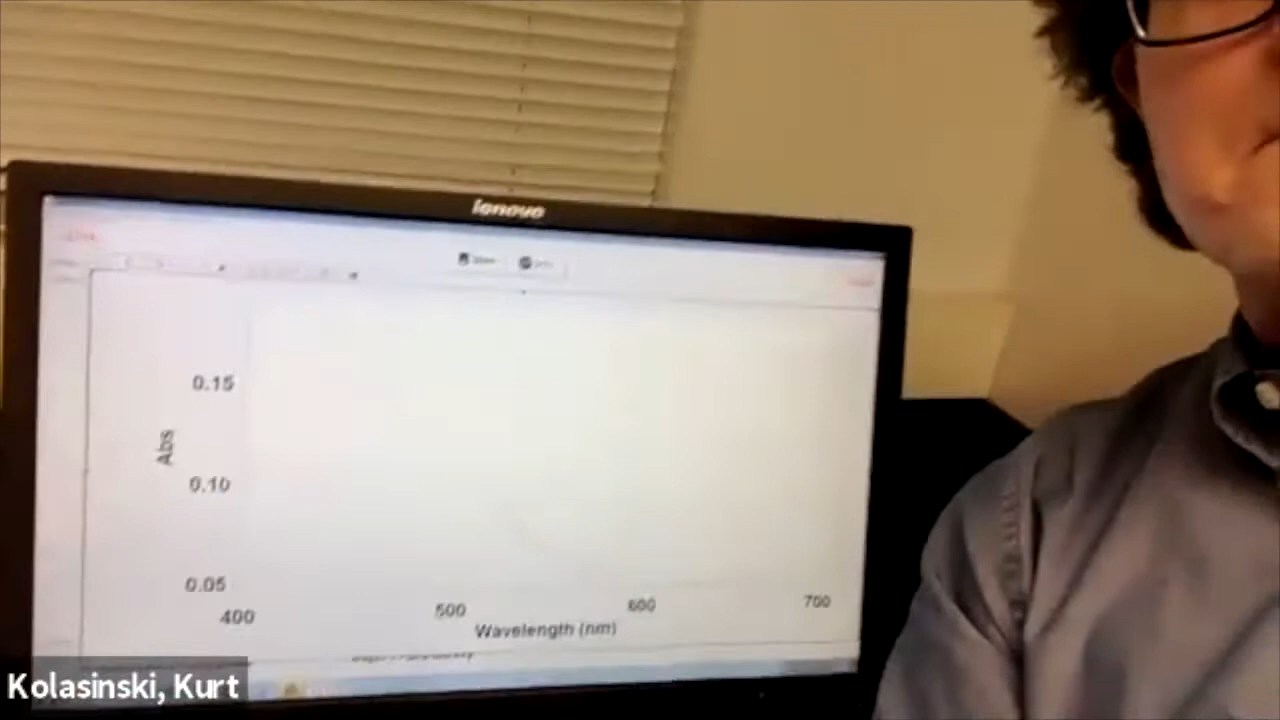 lenovo
0.15
Abs
0.10
0.05
400 500 600 700
Wavelength (nm)
Kolasinski, Kurt